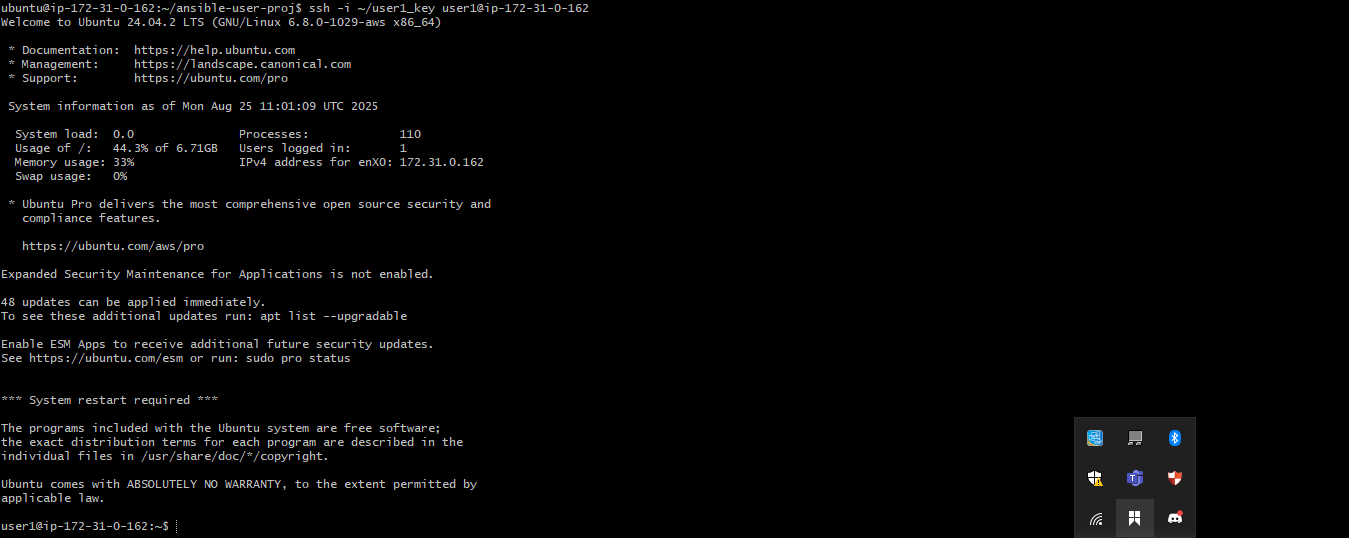 ubuntu@ip-172-31-0-162:~/ansible-user-proj$ ssh -i ~/user1_key user1@ip-172-31-0-162
Welcome to Ubuntu 24.04.2 LTS (GNU/Linux 6.8.0-1029-aws x86_64)
* Documentation: https://help.ubuntu.com
* Management: https://landscape.canonical.com
* Support: https://ubuntu.com/pro
System information as of Mon Aug 25 11:01:09 UTC 2025
System load: 0.0 Processes: 110
Usage of /: 44.3% of 6.71GB Users logged in: 1
Memory usage: 33% IPv4 address for enX0: 172.31.0.162
Swap usage: 0%
* Ubuntu Pro delivers the most comprehensive open source security and
compliance features.
https://ubuntu.com/aws/pro
Expanded Security Maintenance for Applications is not enabled.
48 updates can be applied immediately.
To see these additional updates run: apt list --upgradable
Enable ESM Apps to receive additional future security updates.
See https://ubuntu.com/esm or run: sudo pro status
*** System restart required ***
The programs included with the Ubuntu system are free software;
the exact distribution terms for each program are described in the
individual files in /usr/share/doc/*/copyright.
Ubuntu comes with ABSOLUTELY NO WARRANTY, to the extent permitted by
applicable law.
user1@ip-172-31-0-162:~$